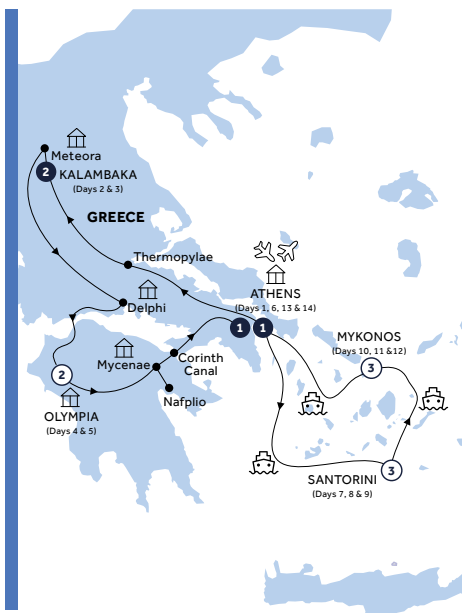 Meteora
2
KALAMBAKA
(Days 2 & 3)
GREECE
Thermopylae
ATHENS
(Days 1, 6, 13 & 14)
Delphi
1
1
Mycenae
Corinth
Canal
MYKONOS
(Days 10, 11 &12)
3
2
Nafplio
OLYMPIA
(Days 4 & 5)
SANTORINI
(Days 7, 8 & 9)
3